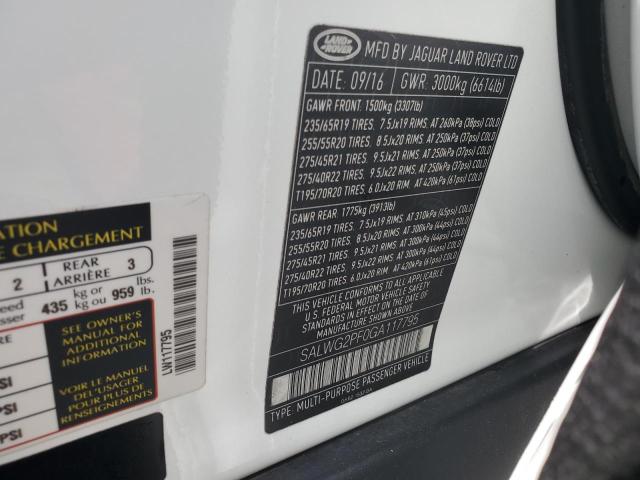 LAND ROVER
MFD BY JAGUAR LAND ROVER LTD
DATE: 09/16 GWR: 3000kg (6614lb)
GAWR FRONT: 1500kg (3307lb)
235/65R19 TIRES. 7.5Jx19 RIMS. AT 260kPa (38psi) COLD
255/55R20 TIRES. 8.5Jx20 RIMS. AT 250kPa (37psi) COLD
275/45R21 TIRES. 9.5Jx21 RIMS. AT 250kPa (37psi) COLD
275/40R22 TIRES. 9.5Jx22 RIMS. AT 250kPa (37psi) COLD
T195/70R20 TIRES. 6.0Jx20 RIM. AT 420kPa (61psi) COLD
GAWR REAR: 1775kg (3913lb)
235/65R19 TIRES. 7.5Jx19 RIMS. AT 310kPa (45psi) COLD
255/55R20 TIRES. 8.5Jx20 RIMS. AT 300kPa (44psi) COLD
275/45R21 TIRES. 9.5Jx21 RIMS. AT 300kPa (44psi) COLD
275/40R22 TIRES. 9.5Jx22 RIMS. AT 300kPa (44psi) COLD
T195/70R20 TIRES. 6.0Jx20 RIM. AT 420kPa (61psi) COLD
THIS VEHICLE CONFORMS TO ALL APPLICABLE
U.S FEDERAL MOTOR VEHICLE SAFETY
STANDARDS IN EFFECT ON THE DATE OF
MANUFACTURE SHOWN ABOVE.
SALWG2PF0GA117795
TYPE: MULTI-PURPOSE PASSENGER VEHICLE
CHARGEMENT
2 REAR 3
ARRIÈRE
435 kg or 959 lbs.
kg ou lb.
SEE OWNER'S
MANUAL FOR
ADDITIONAL
INFORMATION
VOIR LE MANUEL
DE L'USAGER
POUR PLUS DE
RENSEIGNEMENTS
PSI
PSI
PSI
LW117795